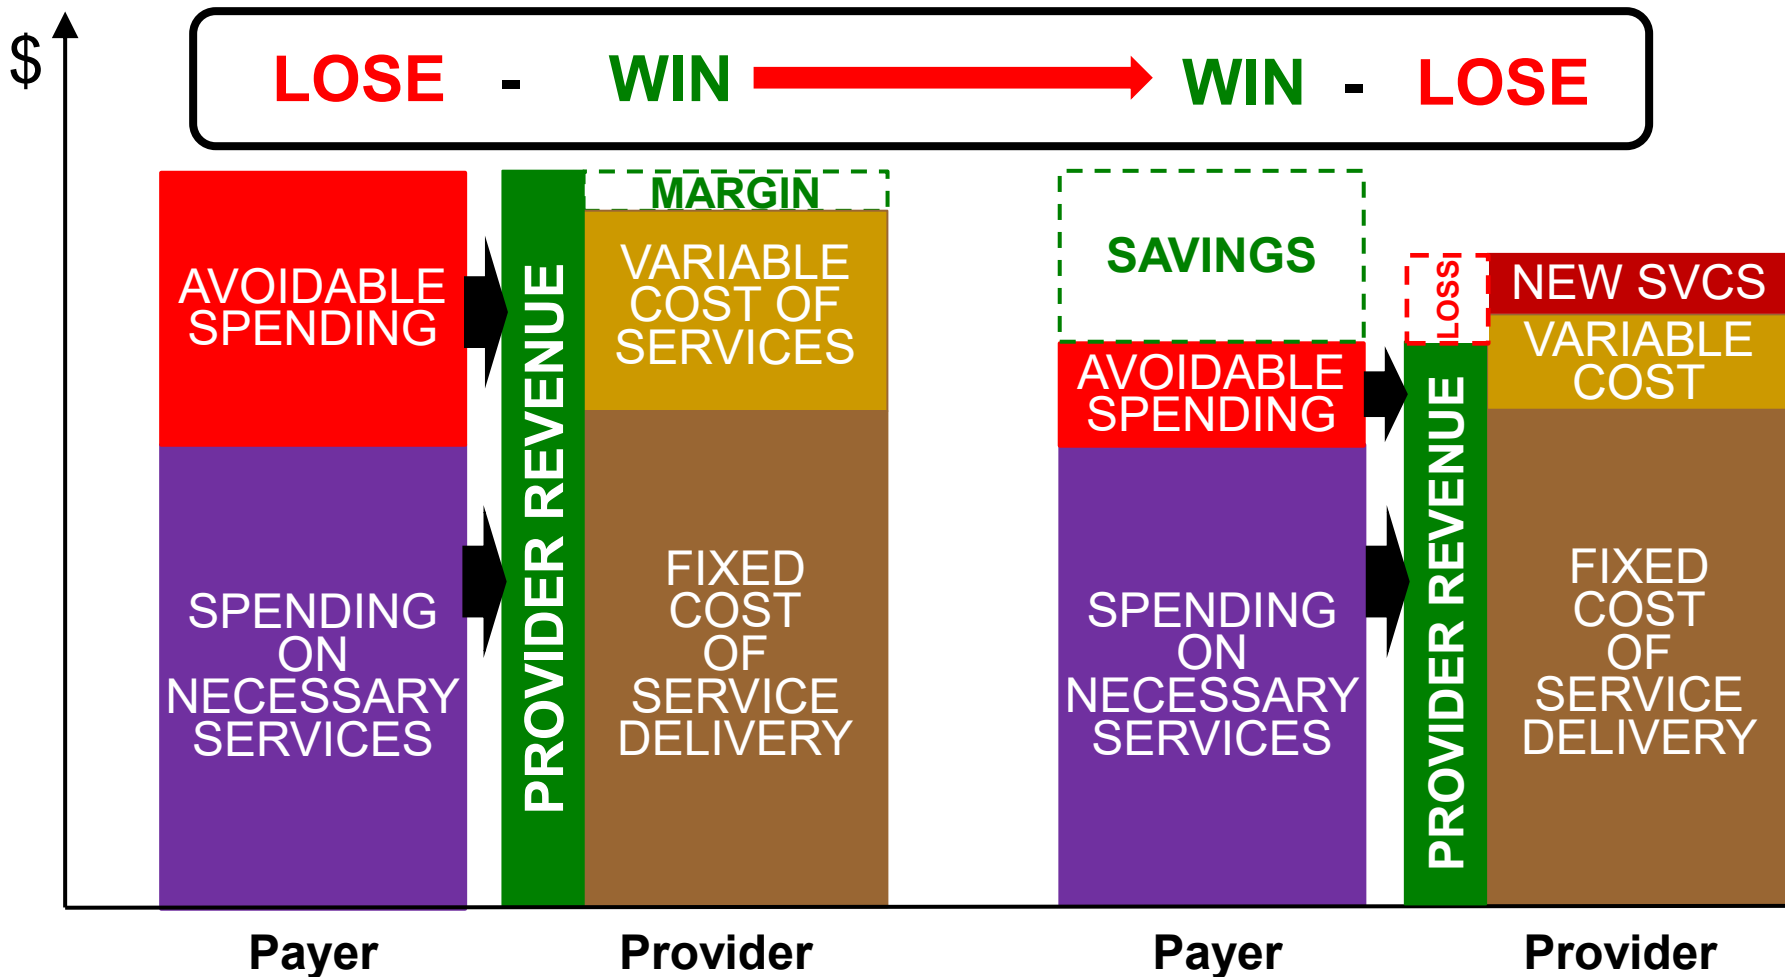 $
LOSE - WIN WIN - LOSE
AVOIDABLE
SPENDING
SPENDING
ON
NECESSARY
SERVICES
PROVIDER REVENUE
MARGIN
VARIABLE
COST OF
SERVICES
FIXED
COST
OF
SERVICE
DELIVERY
SAVINGS
AVOIDABLE
SPENDING
SPENDING
ON
NECESSARY
SERVICES
LOSS
PROVIDER REVENUE
NEW SVCS
VARIABLE
COST
FIXED
COST
OF
SERVICE
DELIVERY
Payer
Provider
Payer
Provider